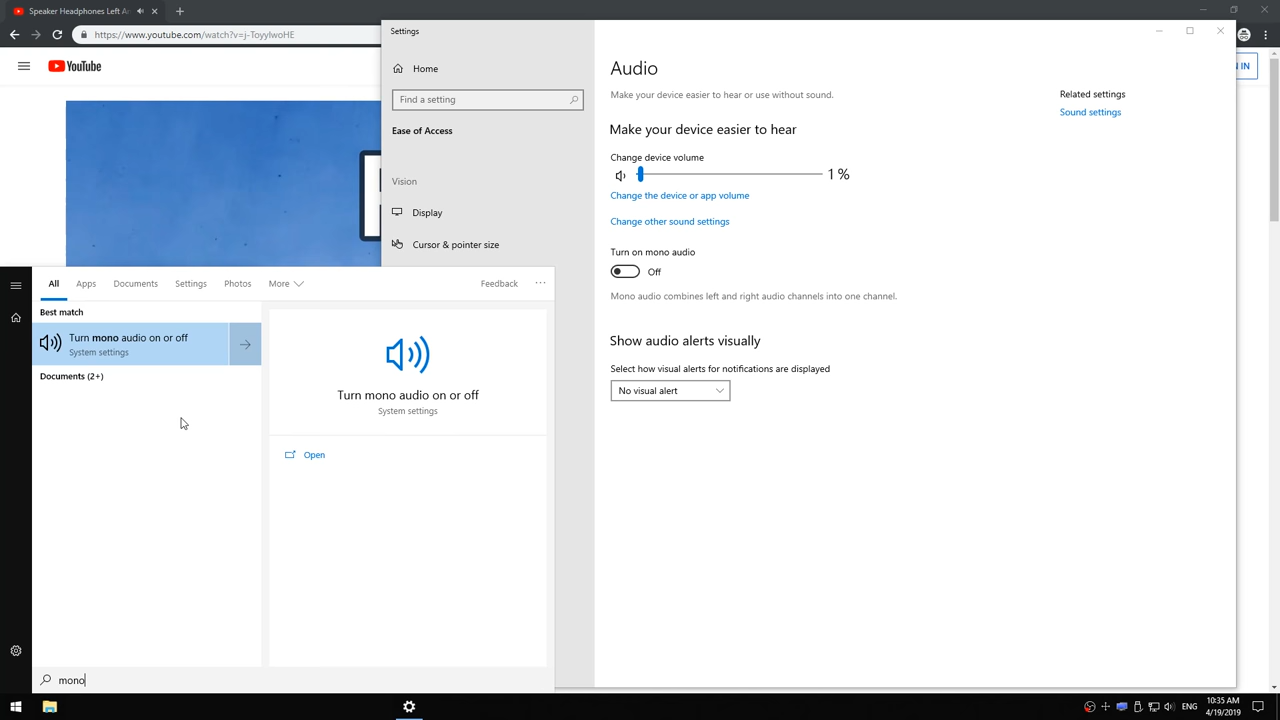 Speaker Headphones Left An
https://www.youtube.com/watch?v=j-ToyyIwoHE
YouTube
N IN
Settings
Home
Find a setting
Ease of Access
Vision
Display
Cursor & pointer size
Audio
Make your device easier to hear or use without sound.
Make your device easier to hear
Change device volume
1 %
Change the device or app volume
Change other sound settings
Turn on mono audio
Off
Mono audio combines left and right audio channels into one channel.
Show audio alerts visually
Select how visual alerts for notifications are displayed
No visual alert
Related settings
Sound settings
All Apps Documents Settings Photos More Feedback ...
Best match
Turn mono audio on or off
System settings
Documents (2+)
Turn mono audio on or off
System settings
Open
mono
ENG
10:35 AM
4/19/2019